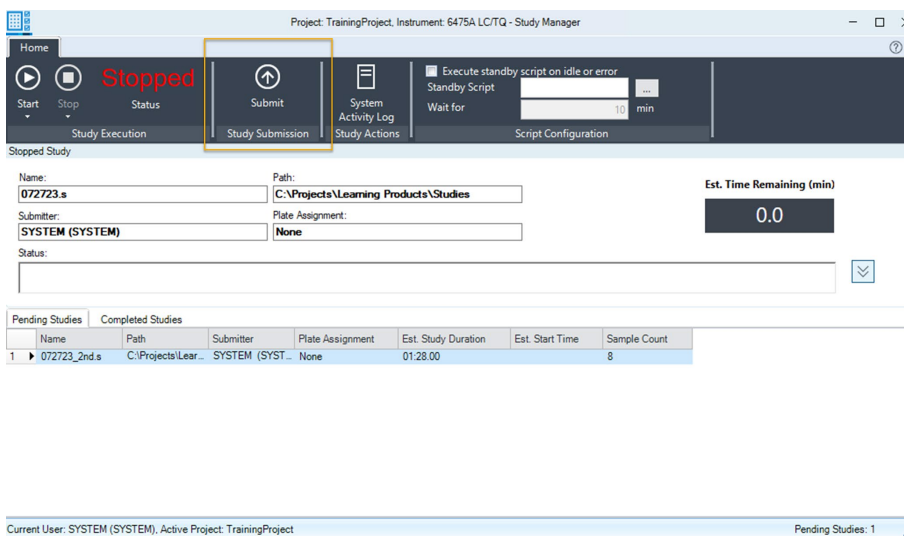 Project: TrainingProject, Instrument: 6475A LC/TQ - Study Manager
Home
Start
Stop
Stopped
Status
Study Execution
Submit
Study Submission
System
Activity Log
Study Actions
Execute standby script on idle or error
Standby Script
...
Wait for 10 min
Script Configuration
Stopped Study
Name: Path:
072723.s C:\Projects\Learning Products\Studies
Submitter: Plate Assignment:
SYSTEM (SYSTEM) None
Est. Time Remaining (min)
0.0
Status:
Pending Studies Completed Studies
Name Path Submitter Plate Assignment Est. Study Duration Est. Start Time Sample Count
1 072723_2nd.s C:\Projects\Lear... SYSTEM (SYST... None 01:28.00 8
Current User: SYSTEM (SYSTEM), Active Project: TrainingProject Pending Studies: 1